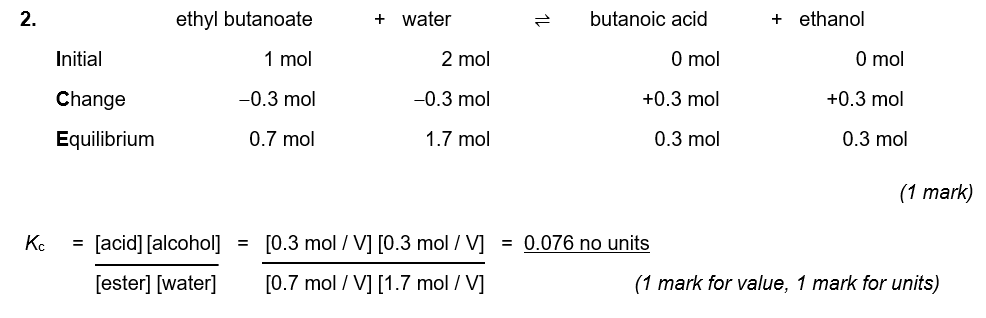 2. ethyl butanoate + water ⇌ butanoic acid + ethanol
Initial 1 mol 2 mol 0 mol 0 mol
Change −0.3 mol −0.3 mol +0.3 mol +0.3 mol
Equilibrium 0.7 mol 1.7 mol 0.3 mol 0.3 mol
(1 mark)
Kc = [acid] [alcohol] = [0.3 mol / V] [0.3 mol / V] = 0.076 no units
[ester] [water] [0.7 mol / V] [1.7 mol / V] (1 mark for value, 1 mark for units)